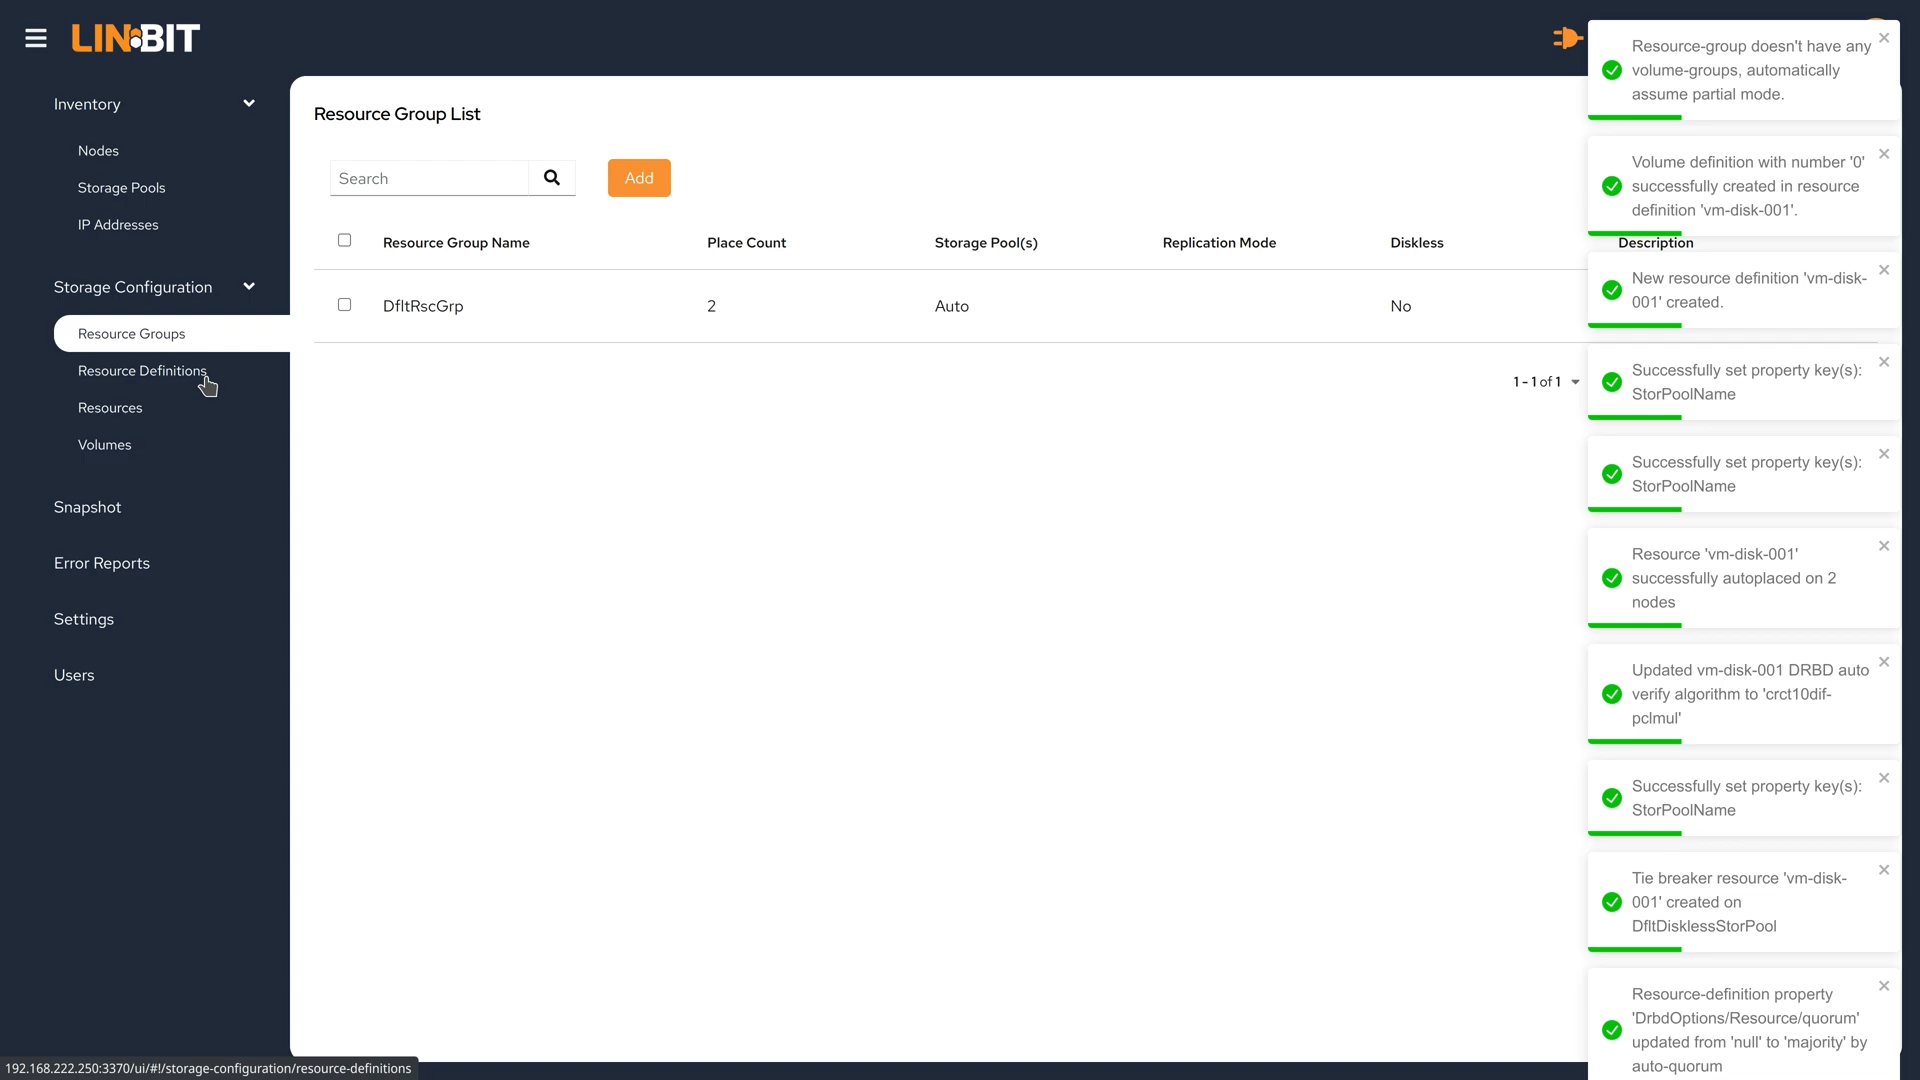 LINBIT
Inventory
Nodes
Storage Pools
IP Addresses
Storage Configuration
Resource Groups
Resource Definitions
Resources
Volumes
Snapshot
Error Reports
Settings
Users
Resource Group List
Search
Add
Resource Group Name Place Count Storage Pool(s) Replication Mode Diskless Description
DfltRscGrp 2 Auto No
1 - 1 of 1
Resource-group doesn't have any
volume-groups, automatically
assume partial mode.
Volume definition with number '0'
successfully created in resource
definition 'vm-disk-001'.
New resource definition 'vm-disk-
001' created.
Successfully set property key(s):
StorPoolName
Successfully set property key(s):
StorPoolName
Resource 'vm-disk-001'
successfully autoplaced on 2
nodes
Updated vm-disk-001 DRBD auto
verify algorithm to 'crct10dif-
pclmul'
Successfully set property key(s):
StorPoolName
Tie breaker resource 'vm-disk-
001' created on
DfltDisklessStorPool
Resource-definition property
'DrbdOptions/Resource/quorum'
updated from 'null' to 'majority' by
auto-quorum
192.168.222.250:3370/ui/#!/storage-configuration/resource-definitions